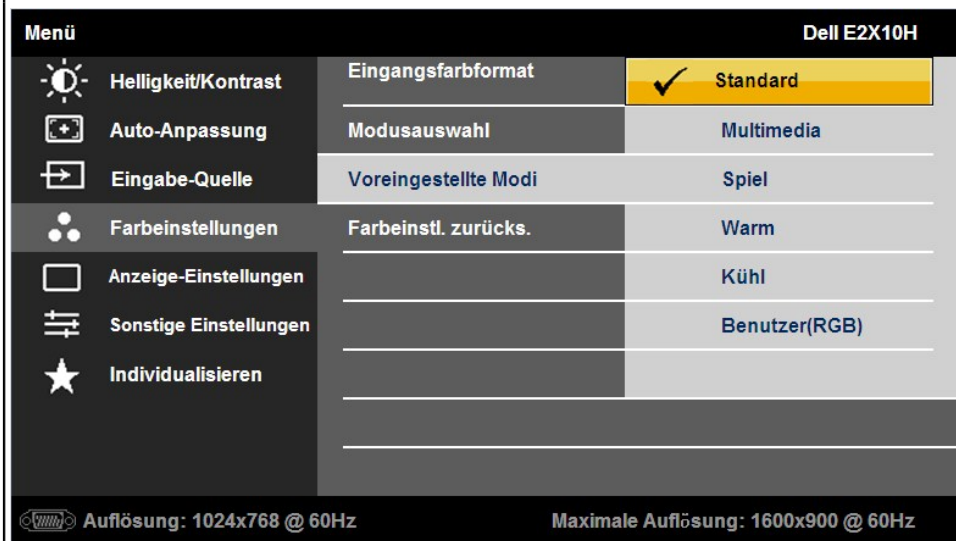 Menü
Dell E2X10H
Helligkeit/Kontrast
Auto-Anpassung
Eingabe-Quelle
Farbeinstellungen
Anzeige-Einstellungen
Sonstige Einstellungen
Individualisieren
Eingangsfarbformat
Modusauswahl
Voreingestellte Modi
Farbeinstl. zurücks.
Standard
Multimedia
Spiel
Warm
Kühl
Benutzer(RGB)
Auflösung: 1024x768 @ 60Hz
Maximale Auflösung: 1600x900 @ 60Hz